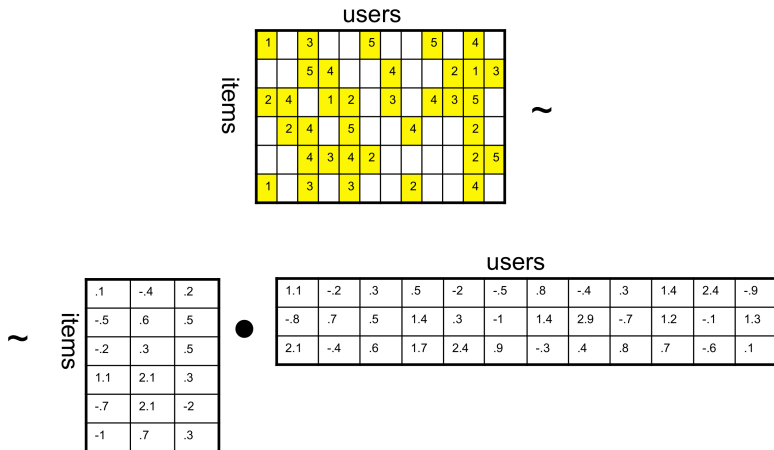 users
items
1 3 5 5 4
5 4 4 2 1 3
2 4 1 2 3 4 3 5
2 4 5 4 2
4 3 4 2 2 5
1 3 3 2 4
~
~
items
.1 -.4 .2
-.5 .6 .5
-.2 .3 .5
1.1 2.1 .3
-.7 2.1 -2
-1 .7 .3
●
users
1.1 -.2 .3 .5 -2 -.5 .8 -.4 .3 1.4 2.4 -.9
-.8 .7 .5 1.4 .3 -1 1.4 2.9 -.7 1.2 -.1 1.3
2.1 -.4 .6 1.7 2.4 .9 -.3 .4 .8 .7 -.6 .1